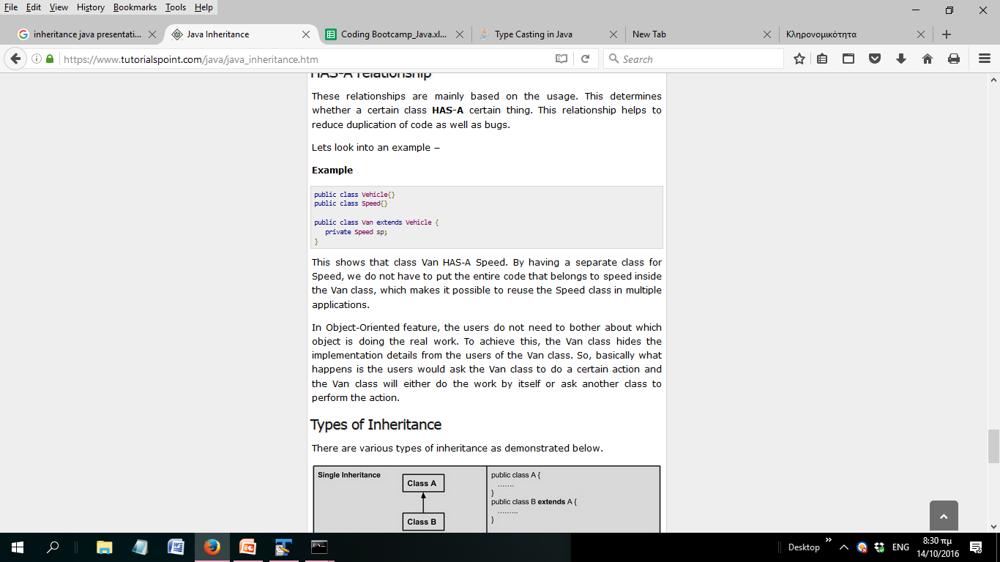 File Edit View History Bookmarks Tools Help
inheritance java presentati...
Java Inheritance
Coding Bootcamp_Java.xl...
Type Casting in Java
New Tab
Κληρονομικότητα
https://www.tutorialspoint.com/java/java_inheritance.htm
Search
HAS-A relationship
These relationships are mainly based on the usage. This determines
whether a certain class HAS-A certain thing. This relationship helps to
reduce duplication of code as well as bugs.
Lets look into an example −
Example
public class Vehicle{}
public class Speed{}
public class Van extends Vehicle {
private Speed sp;
}
This shows that class Van HAS-A Speed. By having a separate class for
Speed, we do not have to put the entire code that belongs to speed inside
the Van class, which makes it possible to reuse the Speed class in multiple
applications.
In Object-Oriented feature, the users do not need to bother about which
object is doing the real work. To achieve this, the Van class hides the
implementation details from the users of the Van class. So, basically what
happens is the users would ask the Van class to do a certain action and
the Van class will either do the work by itself or ask another class to
perform the action.
Types of Inheritance
There are various types of inheritance as demonstrated below.
Single Inheritance
Class A
Class B
public class A {
.......
}
public class B extends A {
.........
}
Desktop
ENG
8:30 πμ
14/10/2016